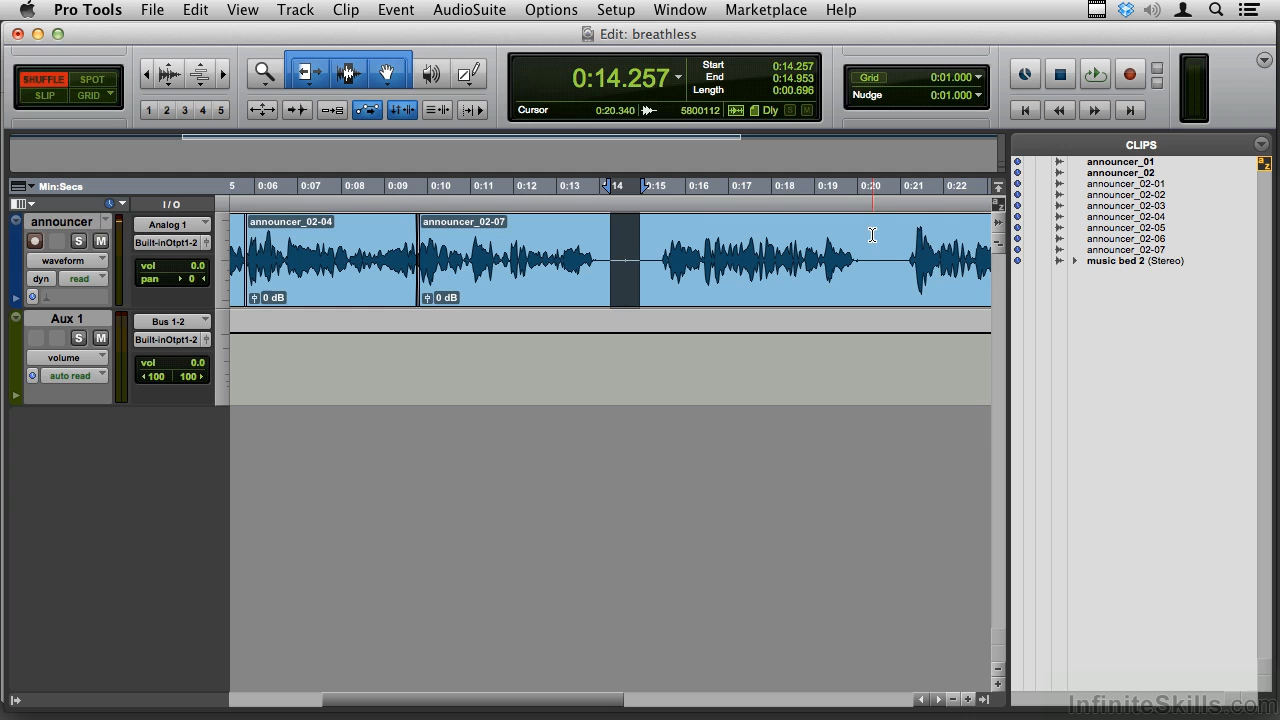 Pro Tools File Edit View Track Clip Event AudioSuite Options Setup Window Marketplace Help
Edit: breathless
SHUFFLE SPOT
SLIP GRID
1 2 3 4 5
0:14.257
Start 0:14.257
End 0:14.953
Length 0:00.696
Cursor 0:20.340 5800112 Dly S M
Grid 0:01.000
Nudge 0:01.000
CLIPS
announcer_01
announcer_02
announcer_02-01
announcer_02-02
announcer_02-03
announcer_02-04
announcer_02-05
announcer_02-06
announcer_02-07
music bed 2 (Stereo)
a z
Min:Secs
5 0:06 0:07 0:08 0:09 0:10 0:11 0:12 0:13 14 0:15 0:16 0:17 0:18 0:19 0:20 0:21 0:22
I / O
a z
announcer
S M
waveform
dyn read
Analog 1
Built-inOtpt1-2
vol 0.0
pan 0
announcer_02-04
0 dB
announcer_02-07
0 dB
Aux 1
S M
volume
auto read
Bus 1-2
Built-inOtpt1-2
vol 0.0
100 100
InfiniteSkills.com